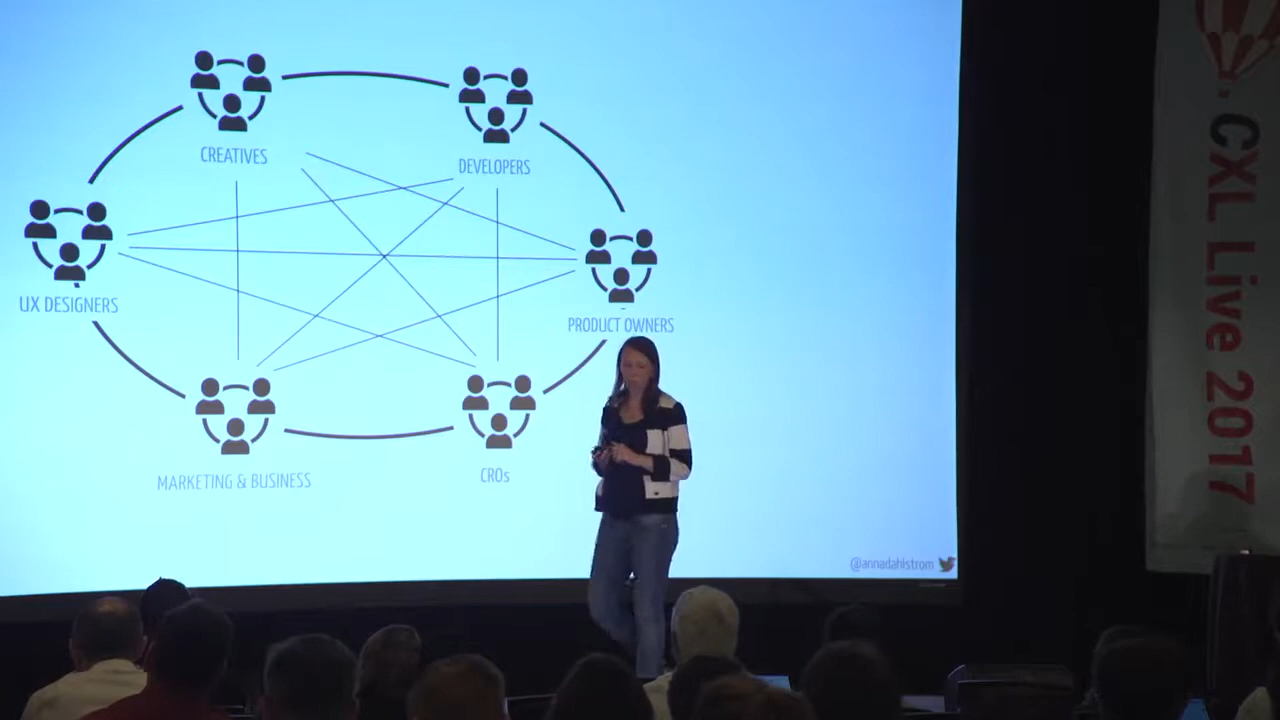 CREATIVES
DEVELOPERS
UX DESIGNERS
PRODUCT OWNERS
MARKETING & BUSINESS
CROs
@annadahlstrom
CXL Live 2017